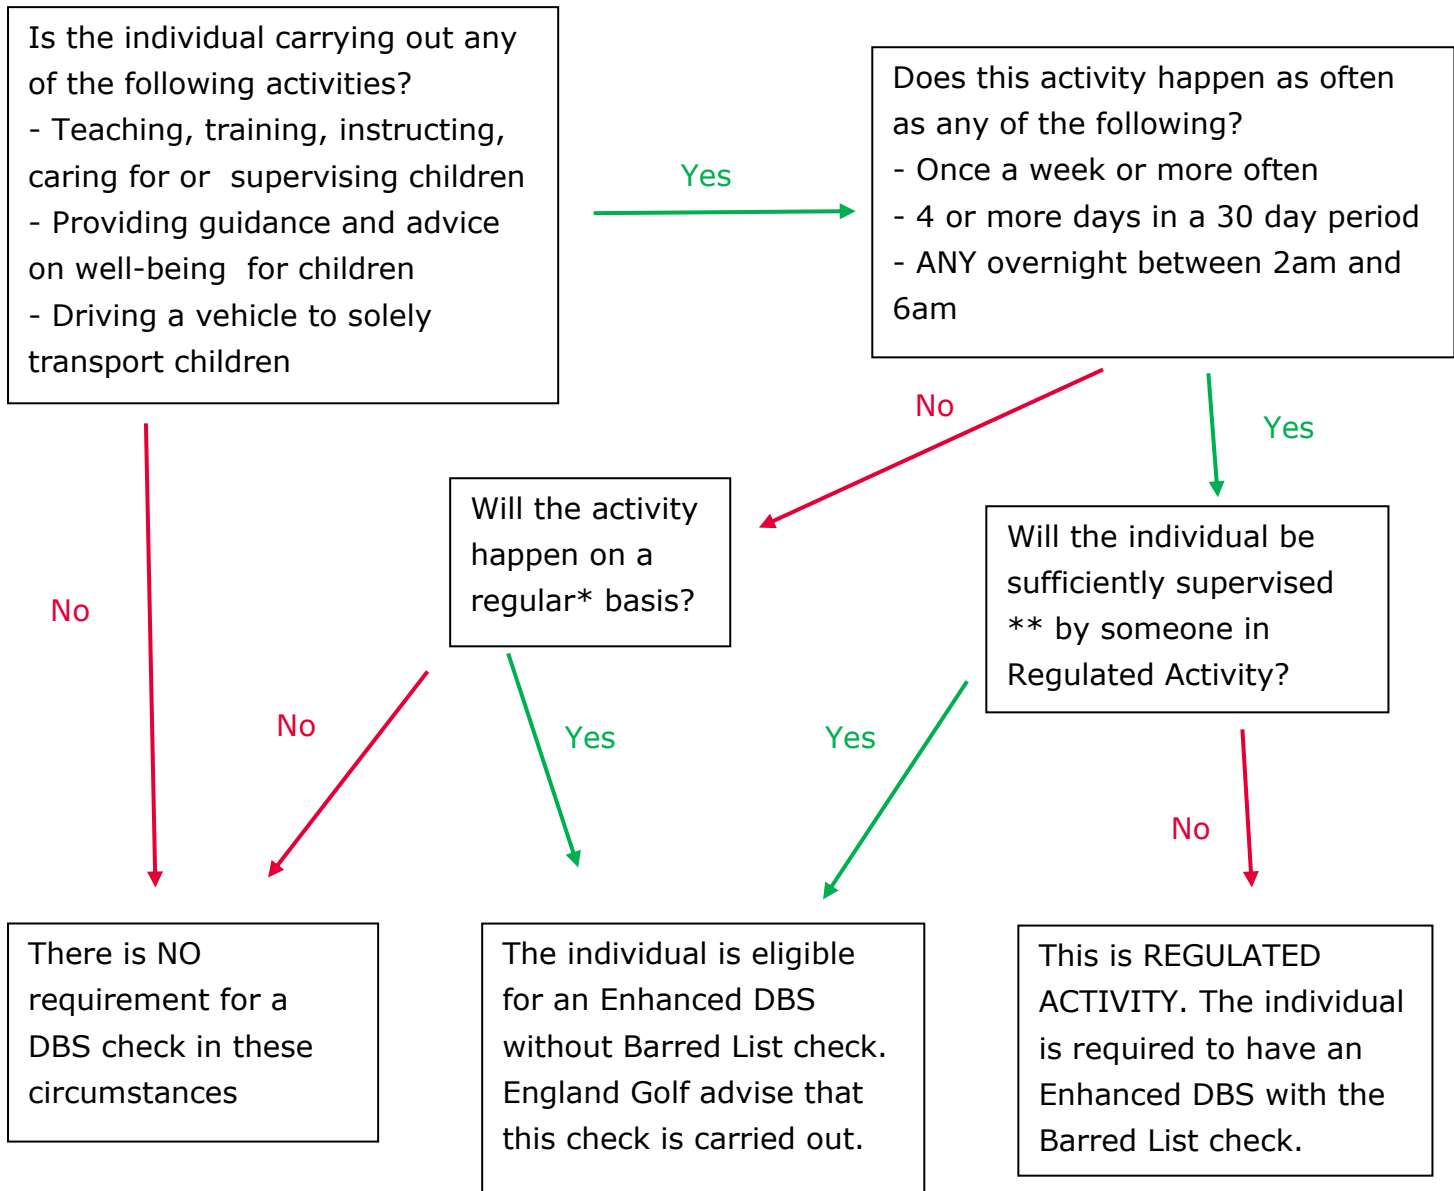 Is the individual carrying out any
of the following activities?
- Teaching, training, instructing,
caring for or  supervising children
- Providing guidance and advice
on well-being  for children
- Driving a vehicle to solely
transport children
Yes
Does this activity happen as often
as any of the following?
- Once a week or more often
- 4 or more days in a 30 day period
- ANY overnight between 2am and
6am
No
Yes
Will the activity
happen on a
regular* basis?
Will the individual be
sufficiently supervised
** by someone in
Regulated Activity?
No
No
Yes
Yes
No
There is NO
requirement for a
DBS check in these
circumstances
The individual is eligible
for an Enhanced DBS
without Barred List check.
England Golf advise that
this check is carried out.
This is REGULATED
ACTIVITY. The individual
is required to have an
Enhanced DBS with the
Barred List check.